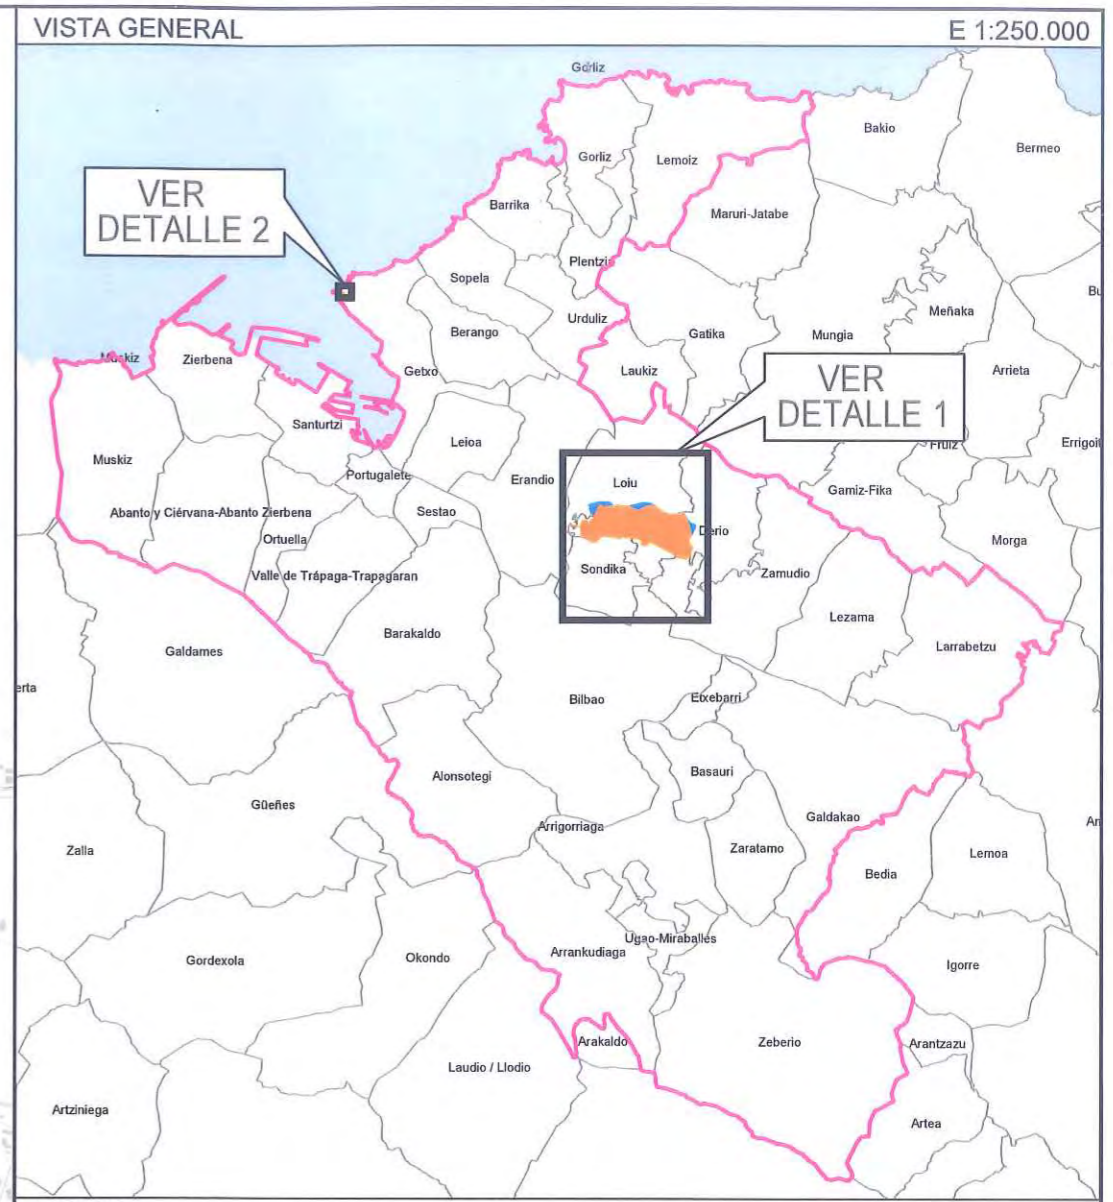 VISTA GENERAL
E 1:250.000
Gorliz
Bakio
Bermeo
Gorliz
Lemoiz
VER
DETALLE 2
Barrika
Maruri-Jatabe
Plentzia
Sopela
Urduliz
Berango
Gatika
Mungia
Meñaka
Muskiz
Zierbena
Getxo
Laukiz
VER
DETALLE 1
Arrieta
Santurtzi
Leioa
Fruiz
Errigoit
Muskiz
Portugalete
Erandio
Loiu
Gamiz-Fika
Abanto y Ciérvana-Abanto Zierbena
Sestao
Derio
Ortuella
Morga
Valle de Trápaga-Trapagaran
Sondika
Zamudio
Lezama
Barakaldo
Galdames
Larrabetzu
erta
Bilbao
Etxebarri
Alonsotegi
Basauri
Güeñes
Galdakao
Arrigorriaga
Zalla
Zaratamo
Lemoa
Bedia
Ugao-Miraballes
Gordexola
Okondo
Arrankudiaga
Igorre
Arakaldo
Zeberio
Arantzazu
Laudio / Llodio
Artziniega
Artea